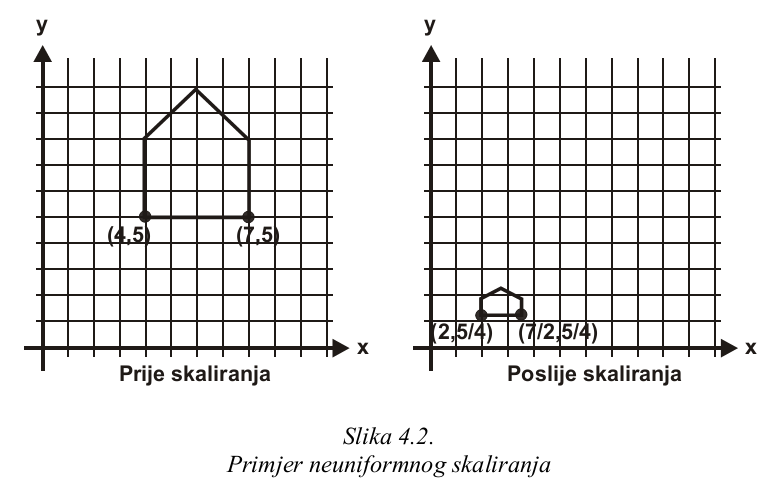 y
y
(4,5)
(7,5)
(2,5/4)
(7/2,5/4)
x
x
Prije skaliranja
Poslije skaliranja
Slika 4.2.
Primjer neuniformnog skaliranja